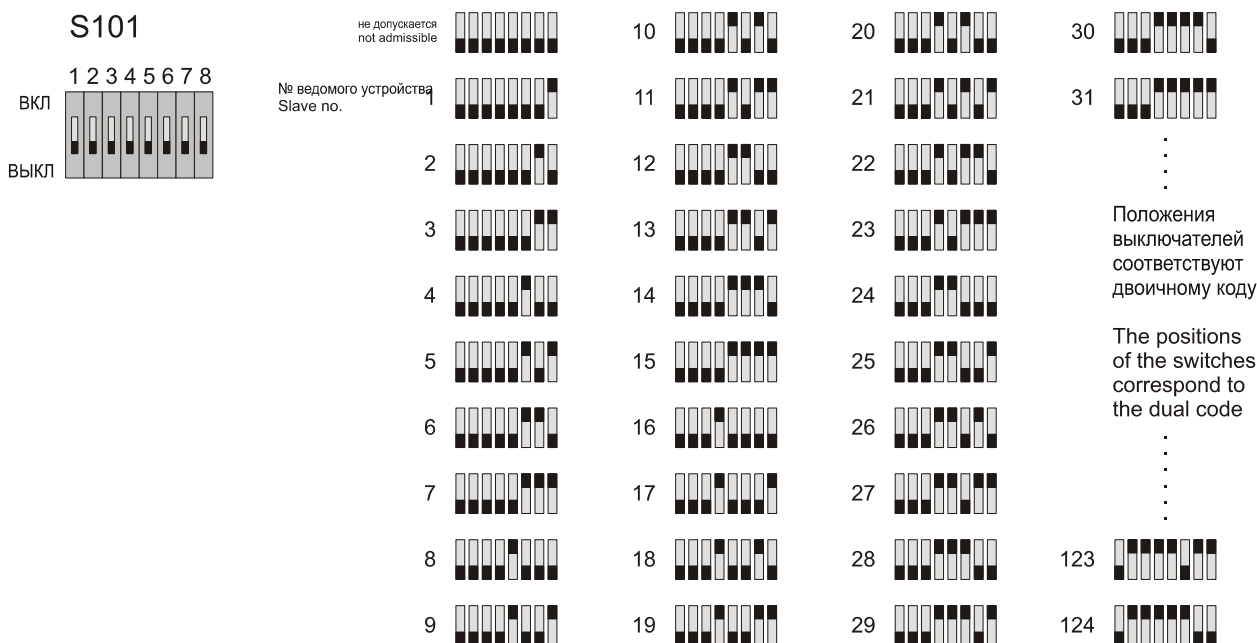 S101
1 2 3 4 5 6 7 8
ВКЛ
ВЫКЛ
не допускается
not admissible
№ ведомого устройства
Slave no.
1
2
3
4
5
6
7
8
9
10
11
12
13
14
15
16
17
18
19
20
21
22
23
24
25
26
27
28
29
30
31
Положения
выключателей
соответствуют
двоичному коду
The positions
of the switches
correspond to
the dual code
123
124